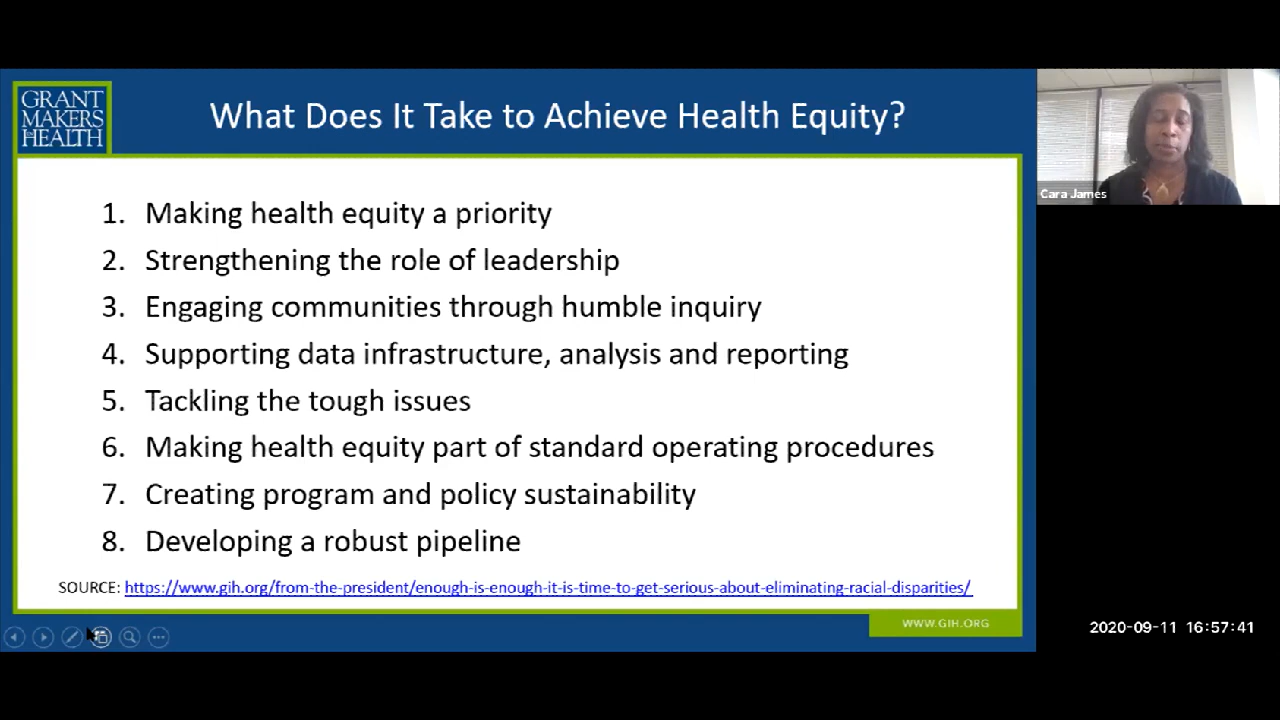 GRANT
MAKERS
IN
HEALTH
What Does It Take to Achieve Health Equity?
Cara James
1. Making health equity a priority
2. Strengthening the role of leadership
3. Engaging communities through humble inquiry
4. Supporting data infrastructure, analysis and reporting
5. Tackling the tough issues
6. Making health equity part of standard operating procedures
7. Creating program and policy sustainability
8. Developing a robust pipeline
SOURCE: https://www.gih.org/from-the-president/enough-is-enough-it-is-time-to-get-serious-about-eliminating-racial-disparities/
WWW.GIH.ORG
2020-09-11 16:57:41